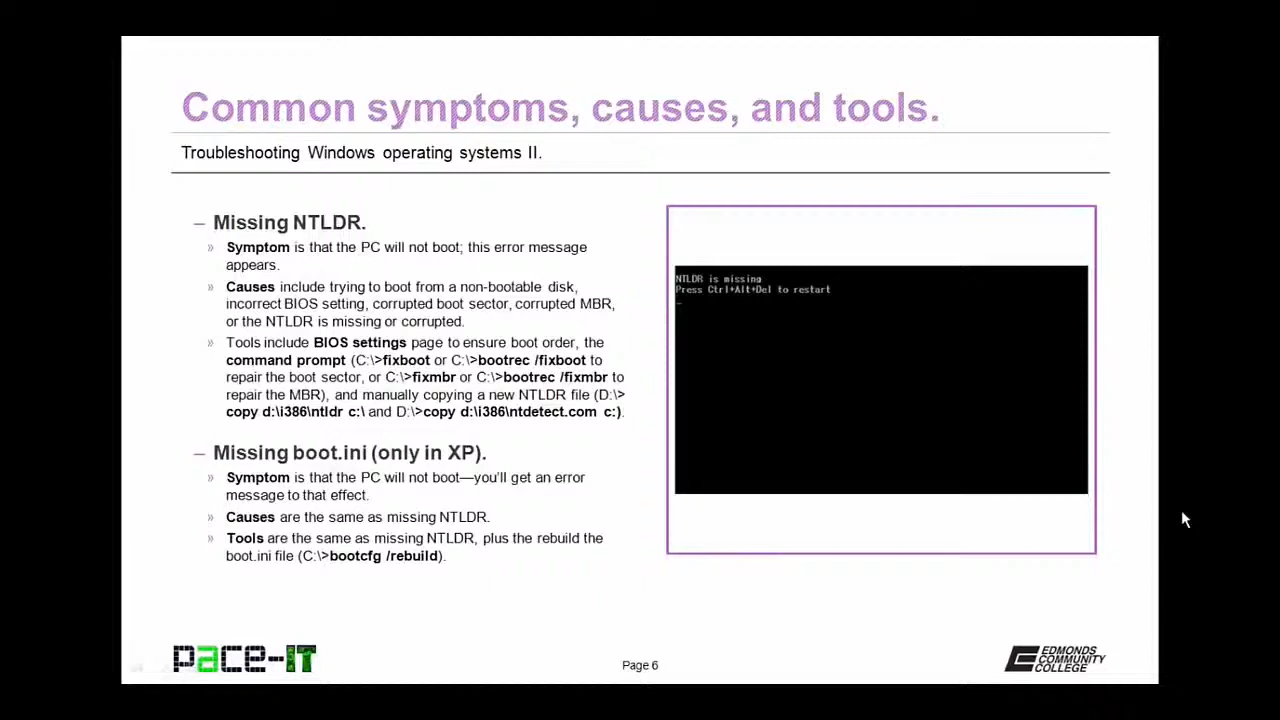 Common symptoms, causes, and tools.
Troubleshooting Windows operating systems II.
– Missing NTLDR.
» Symptom is that the PC will not boot; this error message
appears.
» Causes include trying to boot from a non-bootable disk,
incorrect BIOS setting, corrupted boot sector, corrupted MBR,
or the NTLDR is missing or corrupted.
» Tools include BIOS settings page to ensure boot order, the
command prompt (C:\>fixboot or C:\>bootrec /fixboot to
repair the boot sector, or C:\>fixmbr or C:\>bootrec /fixmbr to
repair the MBR), and manually copying a new NTLDR file (D:\>
copy d:\i386\ntldr c:\ and D:\>copy d:\i386\ntdetect.com c:).
– Missing boot.ini (only in XP).
» Symptom is that the PC will not boot—you'll get an error
message to that effect.
» Causes are the same as missing NTLDR.
» Tools are the same as missing NTLDR, plus the rebuild the
boot.ini file (C:\>bootcfg /rebuild).
NTLDR is missing
Press Ctrl+Alt+Del to restart
pace-IT
Page 6
EDMONDS
COMMUNITY
COLLEGE